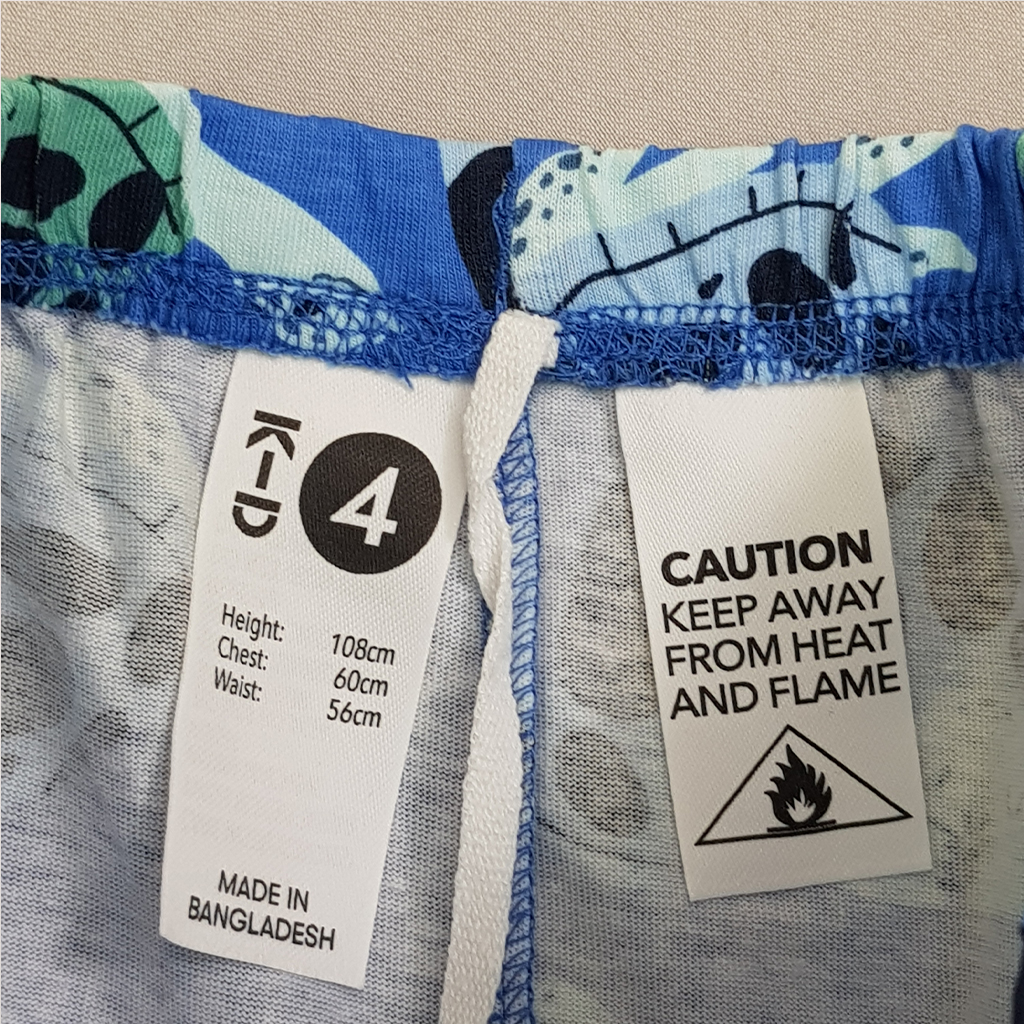 K-D
4
Height: 108cm
Chest: 60cm
Waist: 56cm
MADE IN
BANGLADESH
CAUTION
KEEP AWAY
FROM HEAT
AND FLAME